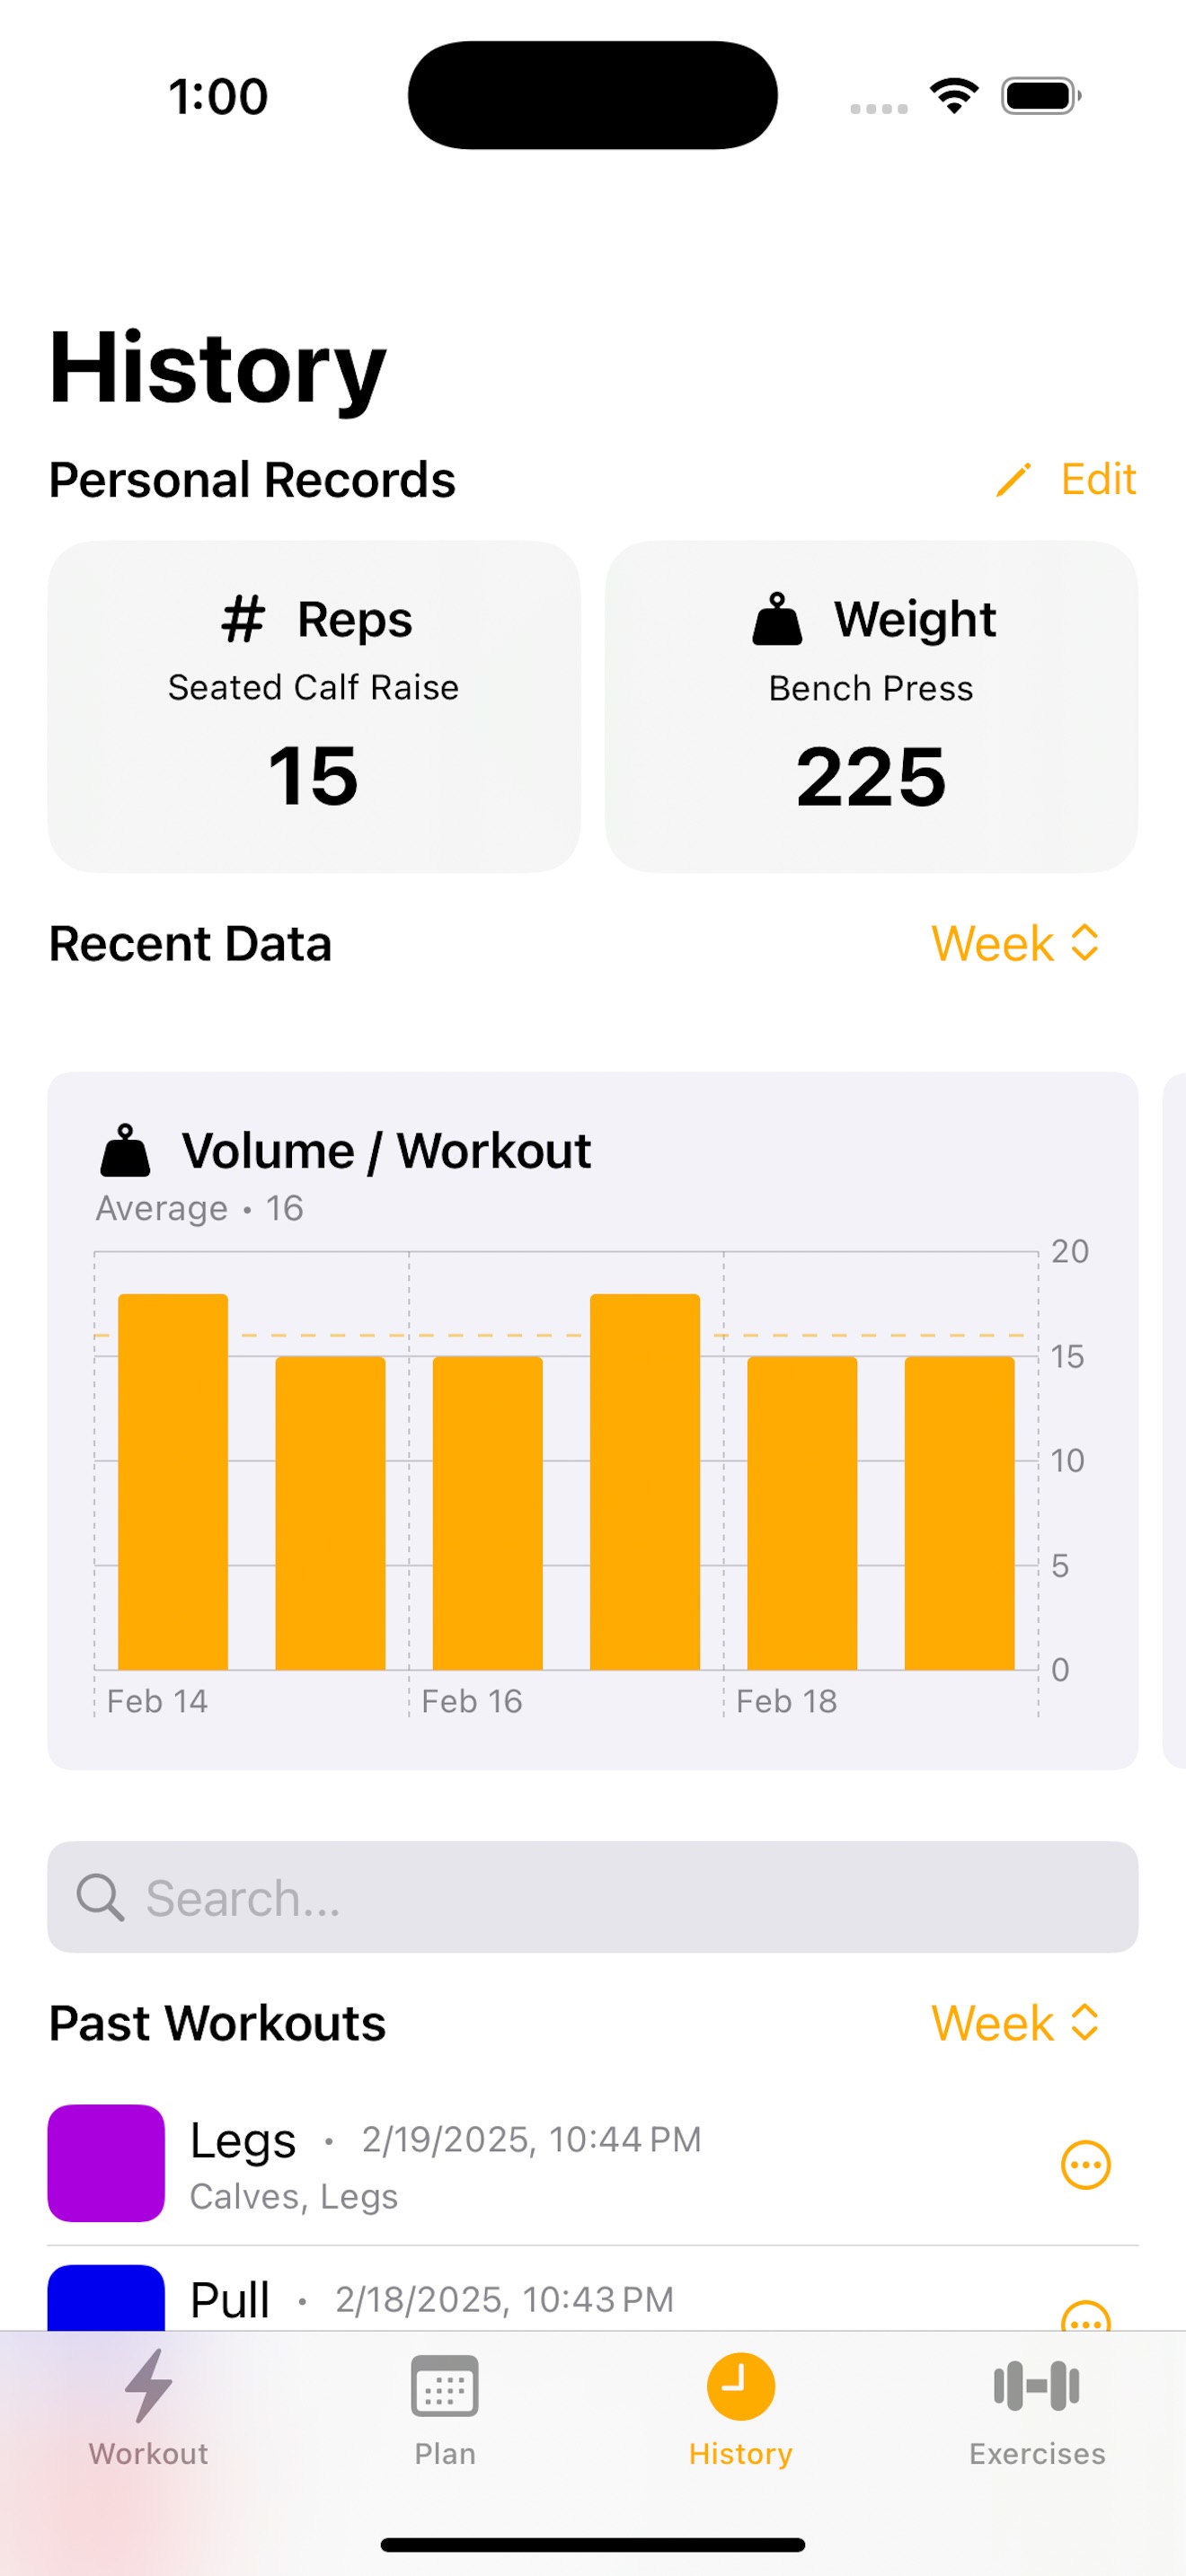 1:00
History
Personal Records
Edit
# Reps
Weight
Seated Calf Raise
Bench Press
15
225
Recent Data
Week
Volume / Workout
Average • 16
20
15
10
5
0
Feb 14
Feb 16
Feb 18
Search...
Past Workouts
Week
Legs • 2/19/2025, 10:44 PM
Calves, Legs
Pull • 2/18/2025, 10:43 PM
Workout
Plan
History
Exercises